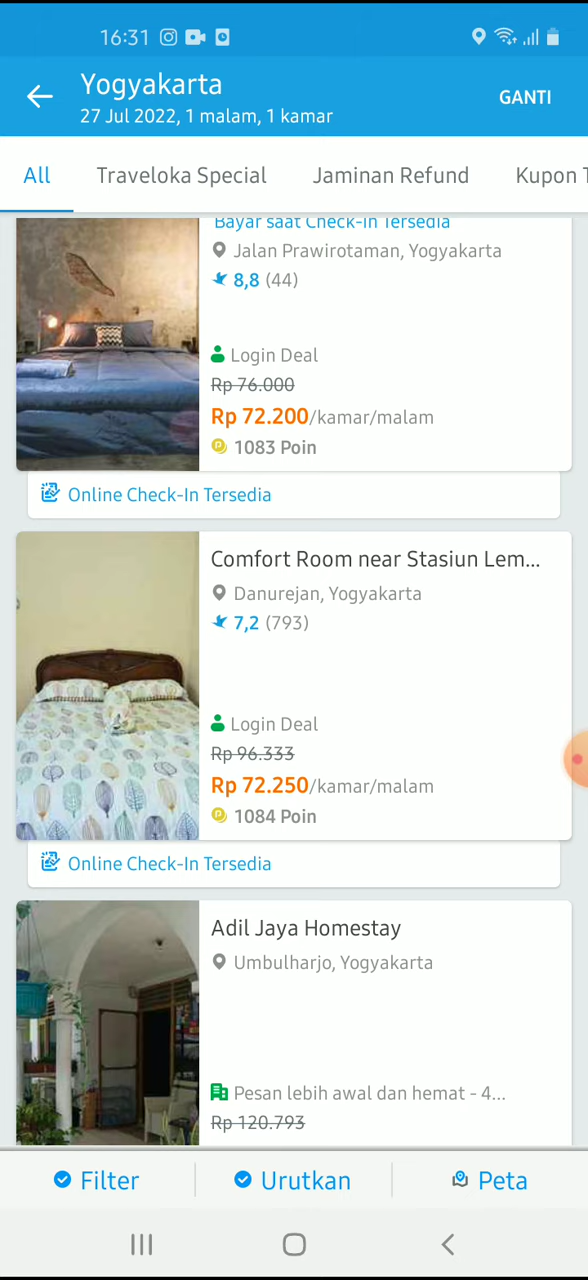 16:31
Yogyakarta
27 Jul 2022, 1 malam, 1 kamar
GANTI
All
Traveloka Special
Jaminan Refund
Kupon T
Bayar saat Check-In Tersedia
Jalan Prawirotaman, Yogyakarta
8,8 (44)
Login Deal
Rp 76.000
Rp 72.200/kamar/malam
1083 Poin
Online Check-In Tersedia
Comfort Room near Stasiun Lem...
Danurejan, Yogyakarta
7,2 (793)
Login Deal
Rp 96.333
Rp 72.250/kamar/malam
1084 Poin
Online Check-In Tersedia
Adil Jaya Homestay
Umbulharjo, Yogyakarta
Pesan lebih awal dan hemat - 4...
Rp 120.793
Filter
Urutkan
Peta